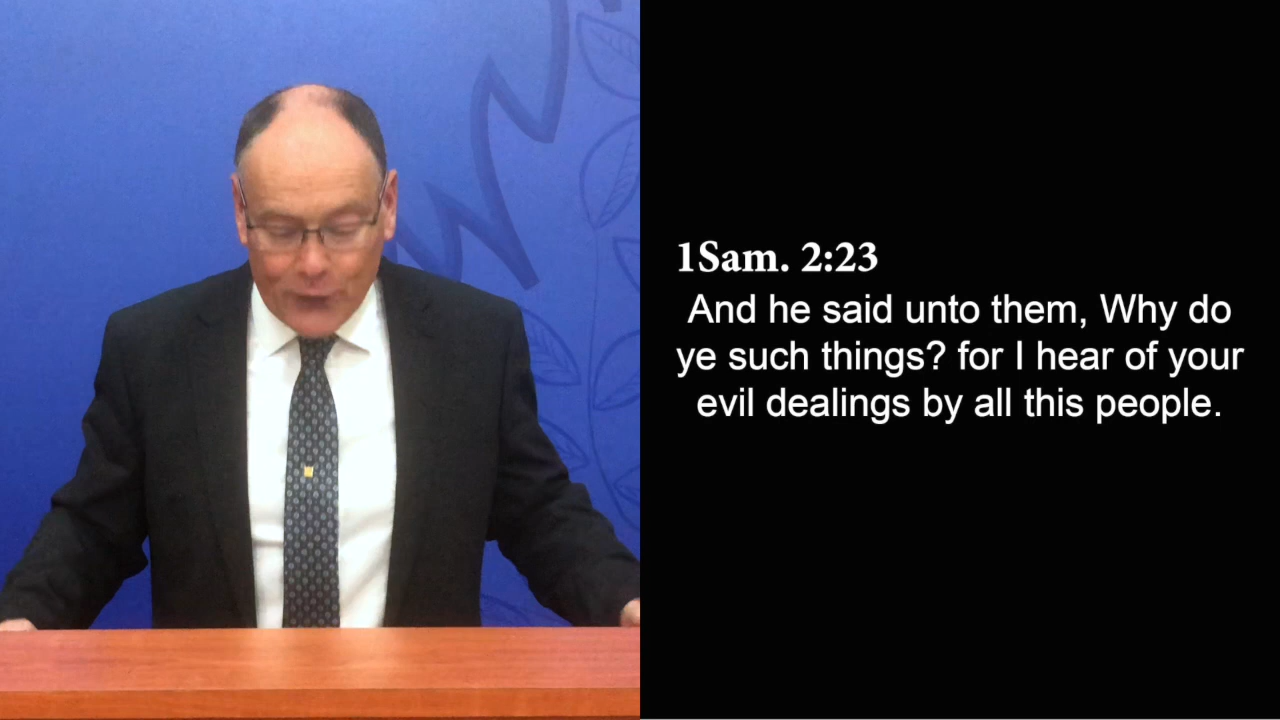 1Sam. 2:23
And he said unto them, Why do
ye such things? for I hear of your
evil dealings by all this people.